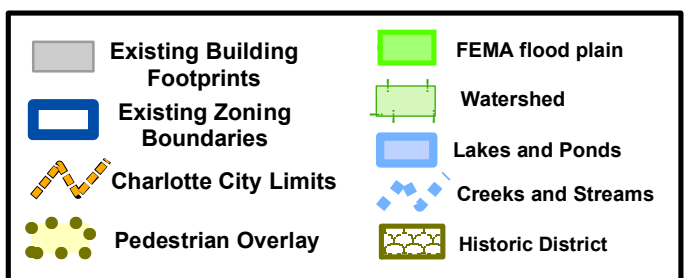 Existing Building
Footprints
Existing Zoning
Boundaries
Charlotte City Limits
Pedestrian Overlay
FEMA flood plain
Watershed
Lakes and Ponds
Creeks and Streams
Historic District